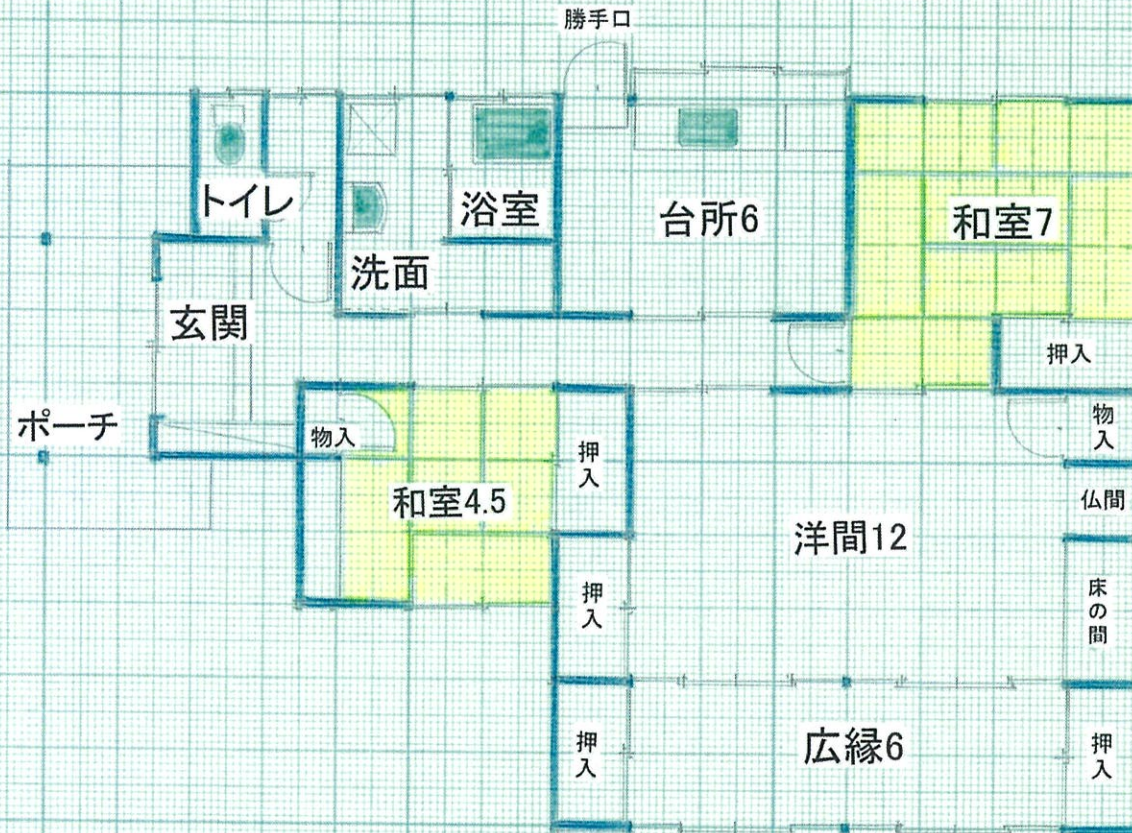 勝手口
トイレ
浴室
台所6
和室7
洗面
玄関
押入
ポーチ
物入
押入
物入
和室4.5
仏間
洋間12
押入
床の間
押入
広縁6
押入